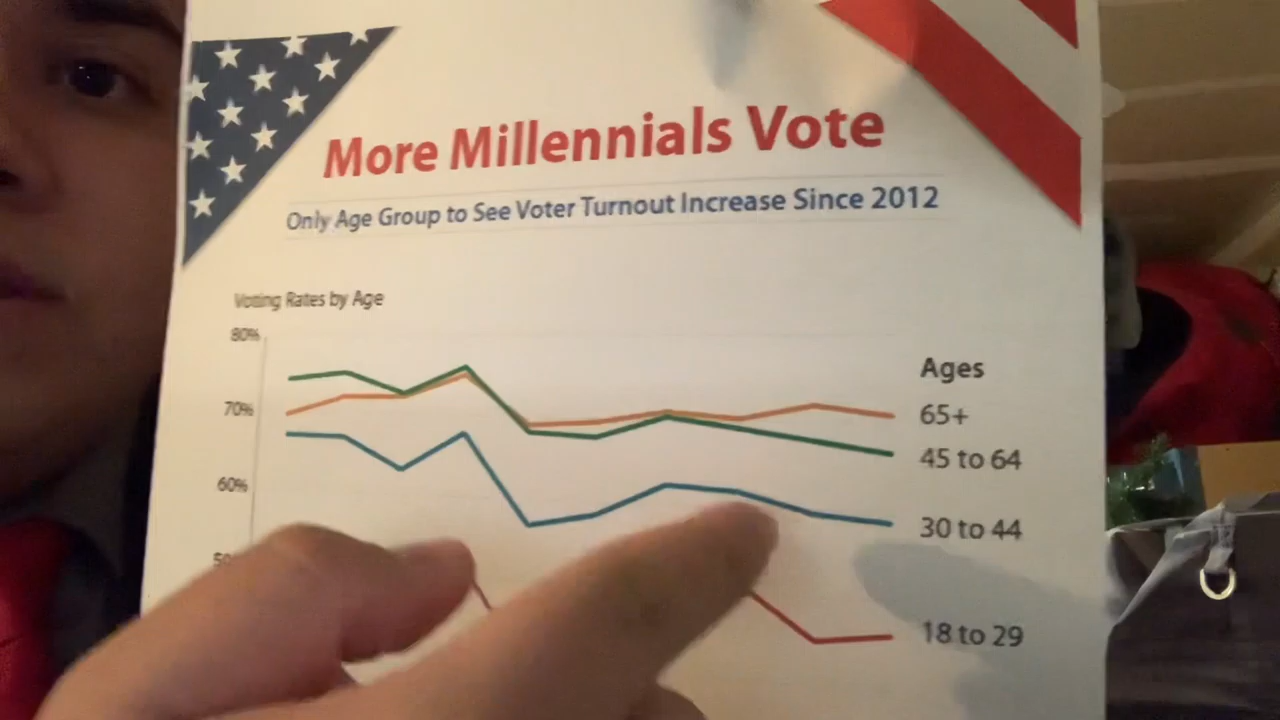 More Millennials Vote
Only Age Group to See Voter Turnout Increase Since 2012
Voting Rates by Age
80%
Ages
70%
65+
45 to 64
60%
30 to 44
18 to 29